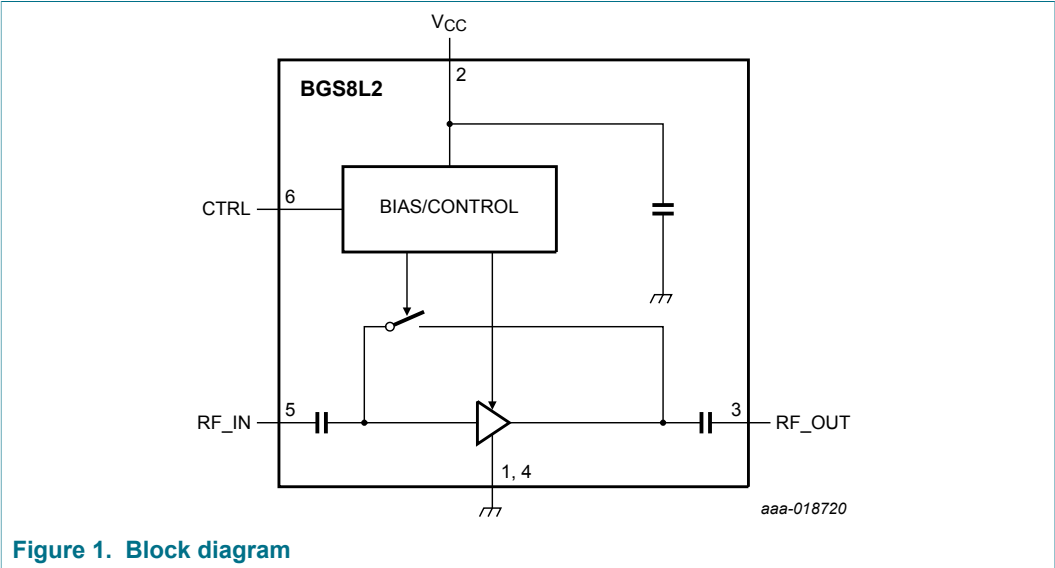 VCC
2
BGS8L2
CTRL
6
BIAS/CONTROL
RF_IN
5
3
RF_OUT
1, 4
aaa-018720
Figure 1. Block diagram